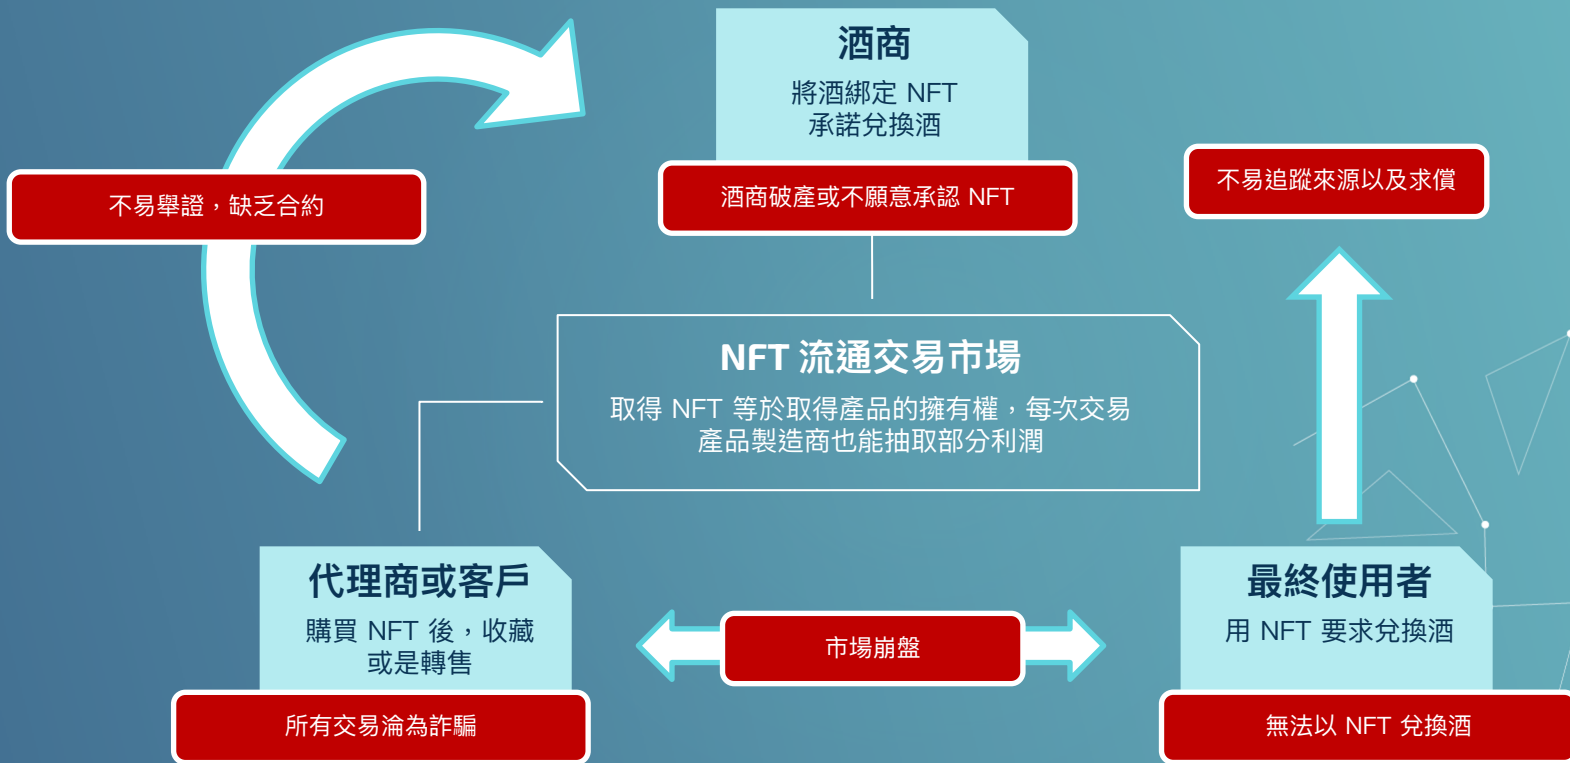 酒商
將酒綁定 NFT
承諾兌換酒
酒商破產或不願意承認 NFT
不易舉證，缺乏合約
不易追蹤來源以及求償
NFT 流通交易市場
取得 NFT 等於取得產品的擁有權，每次交易
產品製造商也能抽取部分利潤
代理商或客戶
購買 NFT 後，收藏
或是轉售
所有交易淪為詐騙
市場崩盤
最終使用者
用 NFT 要求兌換酒
無法以 NFT 兌換酒